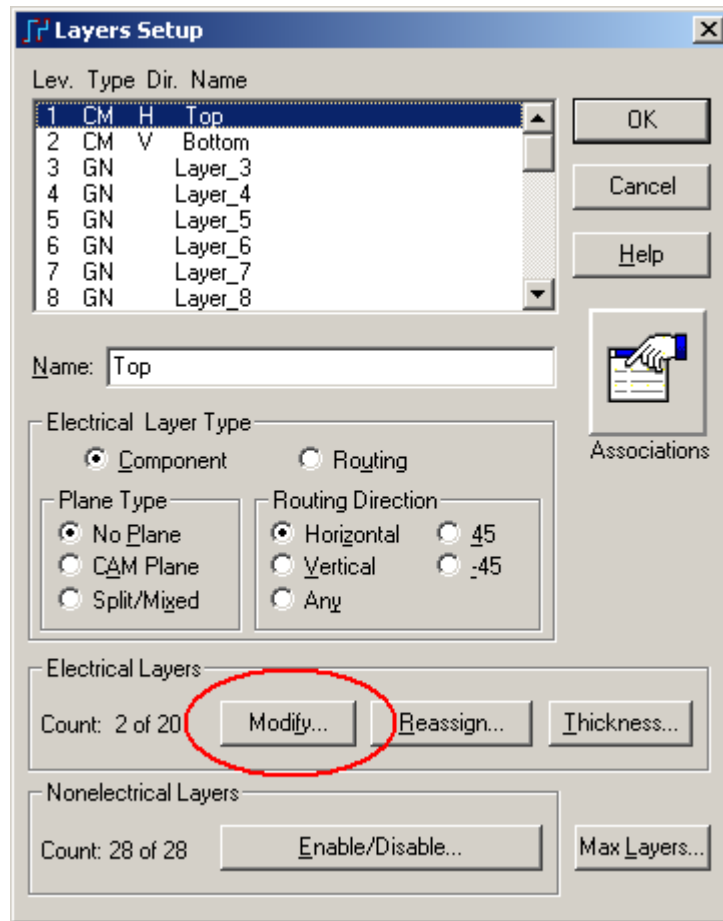 Layers Setup
Lev. Type Dir. Name
1 CM H Top
2 CM V Bottom
3 GN Layer_3
4 GN Layer_4
5 GN Layer_5
6 GN Layer_6
7 GN Layer_7
8 GN Layer_8
OK
Cancel
Help
Name: Top
Associations
Electrical Layer Type
Component Routing
Plane Type
No Plane
CAM Plane
Split/Mixed
Routing Direction
Horizontal 45
Vertical -45
Any
Electrical Layers
Count: 2 of 20 Modify... Reassign... Thickness...
Nonelectrical Layers
Count: 28 of 28 Enable/Disable... Max Layers...